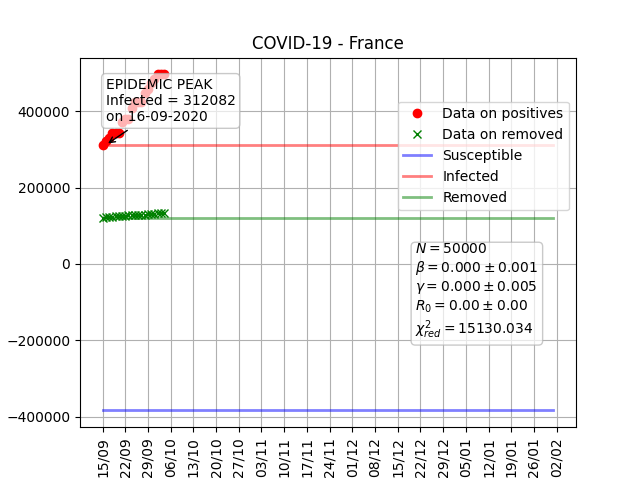 COVID-19 - France
EPIDEMIC PEAK
Infected = 312082
on 16-09-2020
Data on positives
Data on removed
Susceptible
Infected
Removed
N = 50000
β = 0.000 ± 0.001
γ = 0.000 ± 0.005
R₀ = 0.00 ± 0.00
χ²red = 15130.034
400000
200000
0
−200000
−400000
15/09
22/09
29/09
06/10
13/10
20/10
27/10
03/11
10/11
17/11
24/11
01/12
08/12
15/12
22/12
29/12
05/01
12/01
19/01
26/01
02/02